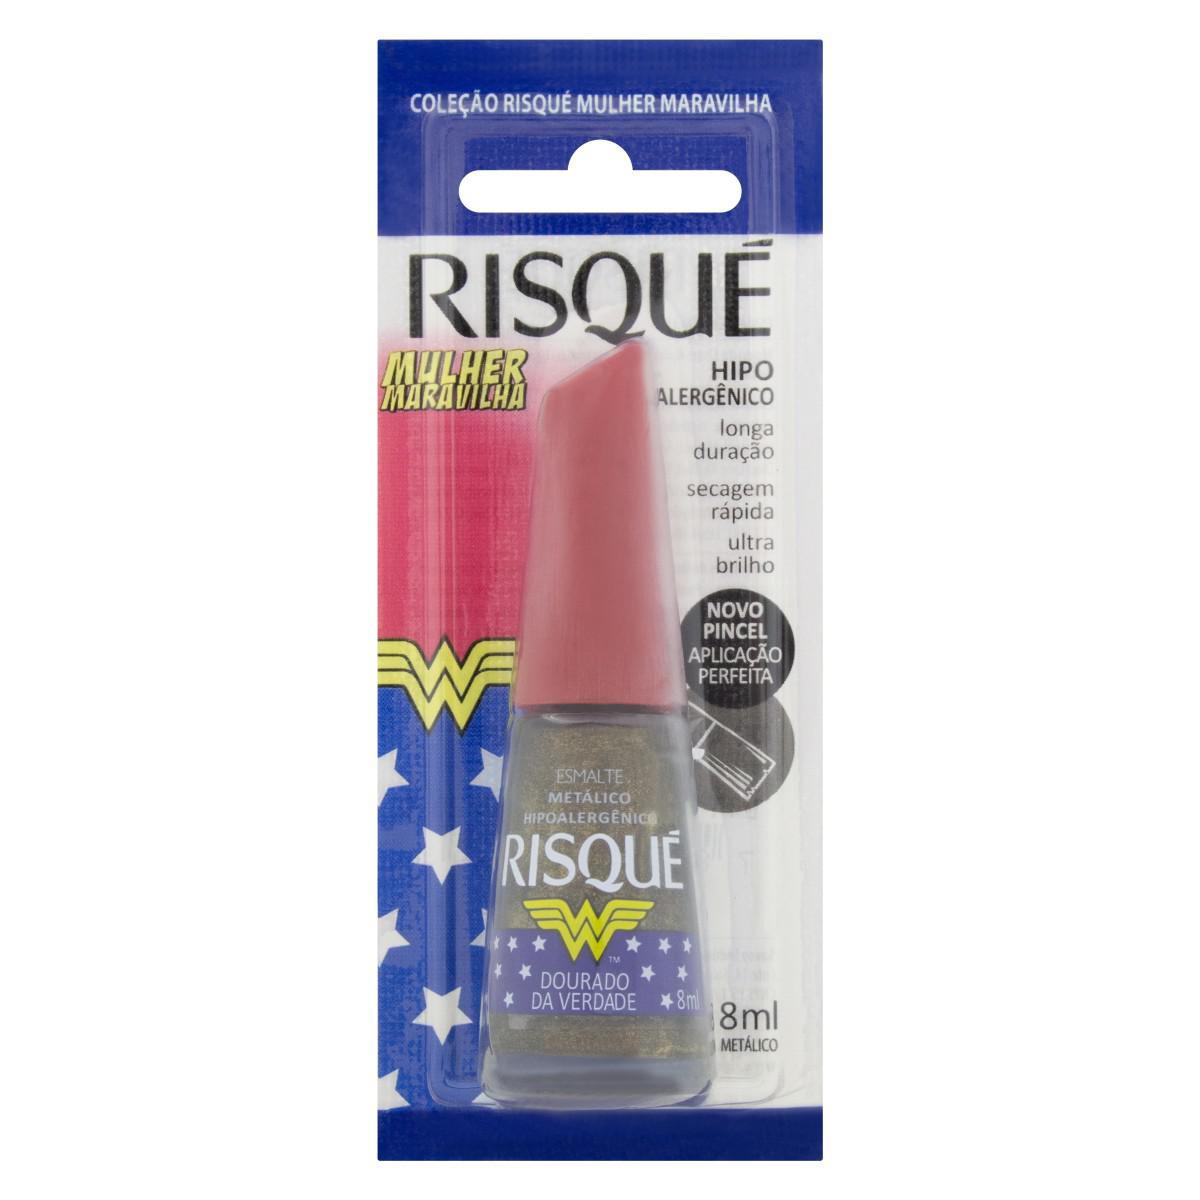 COLEÇÃO RISQUÉ MULHER MARAVILHA
RISQUÉ
MULHER
MARAVILHA
HIPO
ALERGÊNICO
longa
duração
secagem
rápida
ultra
brilho
NOVO
PINCEL
APLICAÇÃO
PERFEITA
ESMALTE
METÁLICO
HIPOALERGÊNICO
RISQUÉ
W
TM
DOURADO
DA VERDADE
8ml
8ml
METÁLICO